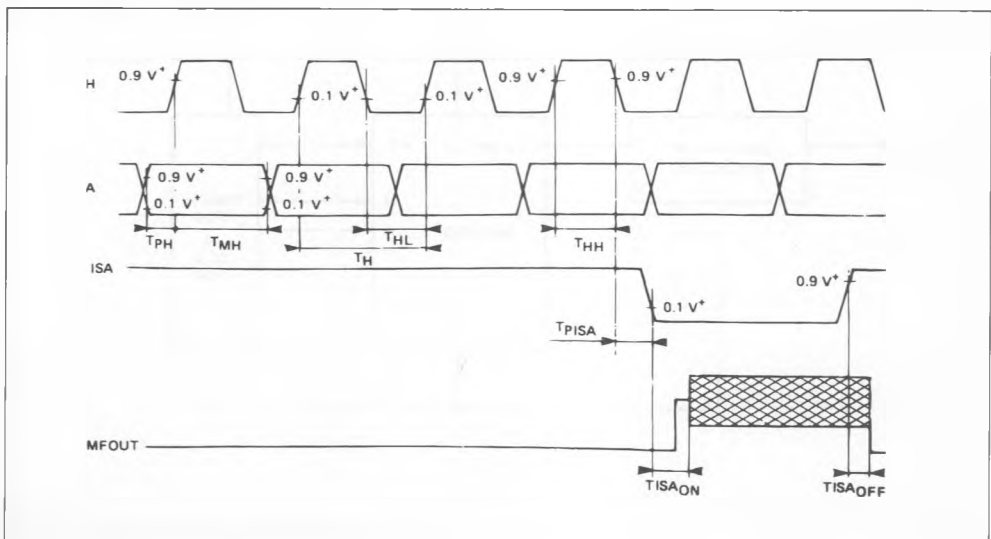 H
0.9 V+
0.1 V+
0.1 V+
0.9 V+
0.9 V+
A
0.9 V+
0.1 V+
0.9 V+
0.1 V+
TPH
TMH
THL
TH
THH
ISA
0.1 V+
0.9 V+
TPISA
MFOUT
TISAON
TISAOFF